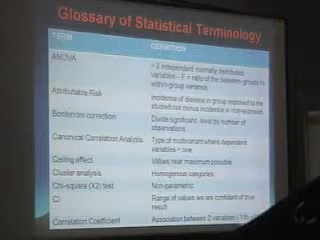 Glossary of Statistical Terminology
TERM DEFINITION
ANOVA > 2 independent normally distributed
variables – F = ratio of the between-groups to
within-group variance.
Attributable Risk Incidence of disease in group exposed to the
studied risk minus incidence in non-exposed
Bonferroni correction Divide significant level by number of
observations
Canonical Correlation Analysis Type of multivariant where dependent
variables > one
Ceiling effect Values near maximum possible
Cluster analysis Homogenous categories
Chi-square (X2) test Non-parametric
CI Range of values we are confident of true
result
Correlation Coefficient Association between 2 variables